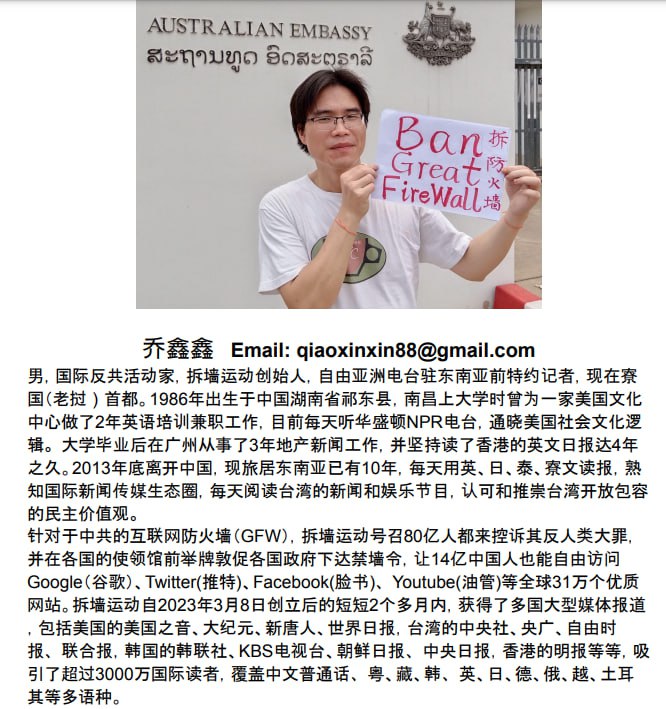 AUSTRALIAN EMBASSY
ສະຖານທູດ ອົດສະຕຣາລີ
Ban
Great
FireWall
拆
防
火
墙
乔鑫鑫 Email: qiaoxinxin88@gmail.com
男, 国际反共活动家, 拆墙运动创始人, 自由亚洲电台驻东南亚前特约记者, 现在寮
国(老挝 ) 首都。1986年出生于中国湖南省祁东县, 南昌上大学时曾为一家美国文化
中心做了2年英语培训兼职工作, 目前每天听华盛顿NPR电台, 通晓美国社会文化逻
辑。 大学毕业后在广州从事了3年地产新闻工作, 并坚持读了香港的英文日报达4年
之久。2013年底离开中国, 现旅居东南亚已有10年, 每天用英、日、泰、寮文读报, 熟
知国际新闻传媒生态圈, 每天阅读台湾的新闻和娱乐节目, 认可和推崇台湾开放包容
的民主价值观。
针对于中共的互联网防火墙(GFW), 拆墙运动号召80亿人都来控诉其反人类大罪,
并在各国的使领馆前举牌敦促各国政府下达禁墙令, 让14亿中国人也能自由访问
Google(谷歌)、Twitter(推特)、Facebook(脸书)、 Youtube(油管)等全球31万个优质
网站。拆墙运动自2023年3月8日创立后的短短2个多月内, 获得了多国大型媒体报道
, 包括美国的美国之音、大纪元、新唐人、世界日报, 台湾的中央社、央广、自由时
报、联合报, 韩国的韩联社、KBS电视台、朝鲜日报、中央日报, 香港的明报等等, 吸
引了超过3000万国际读者, 覆盖中文普通话、粤、藏、韩、英、日、德、俄、越、土耳
其等多语种。